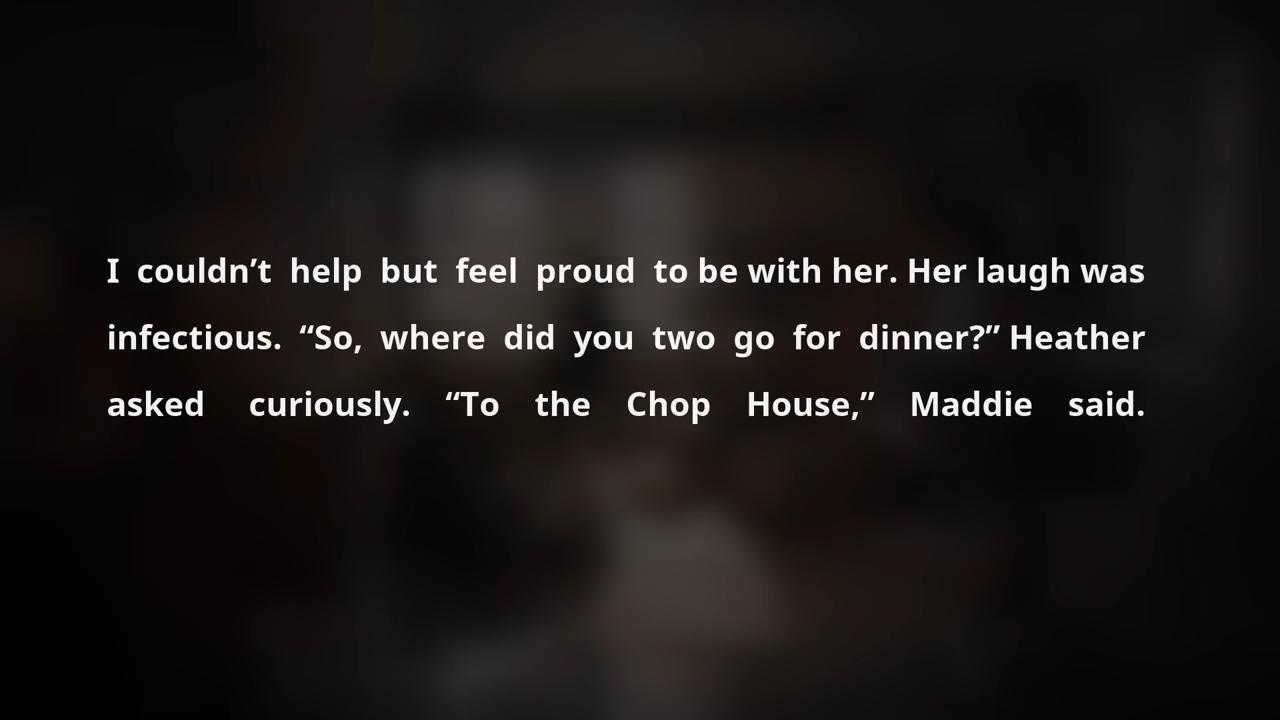 I couldn’t help but feel proud to be with her. Her laugh was
infectious. “So, where did you two go for dinner?” Heather
asked curiously. “To the Chop House,” Maddie said.